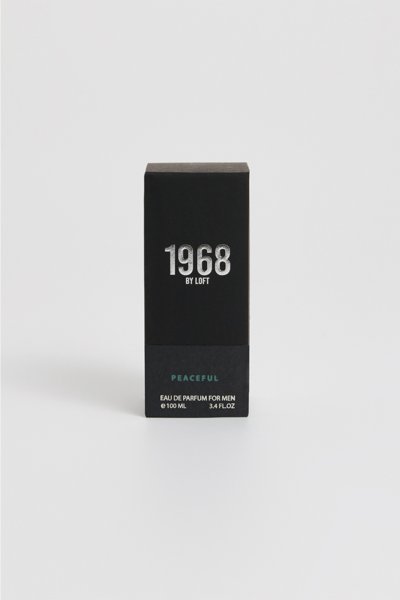 1968
BY LOFT
PEACEFUL
EAU DE PARFUM FOR MEN
℮ 100 ML 3.4 FL.OZ